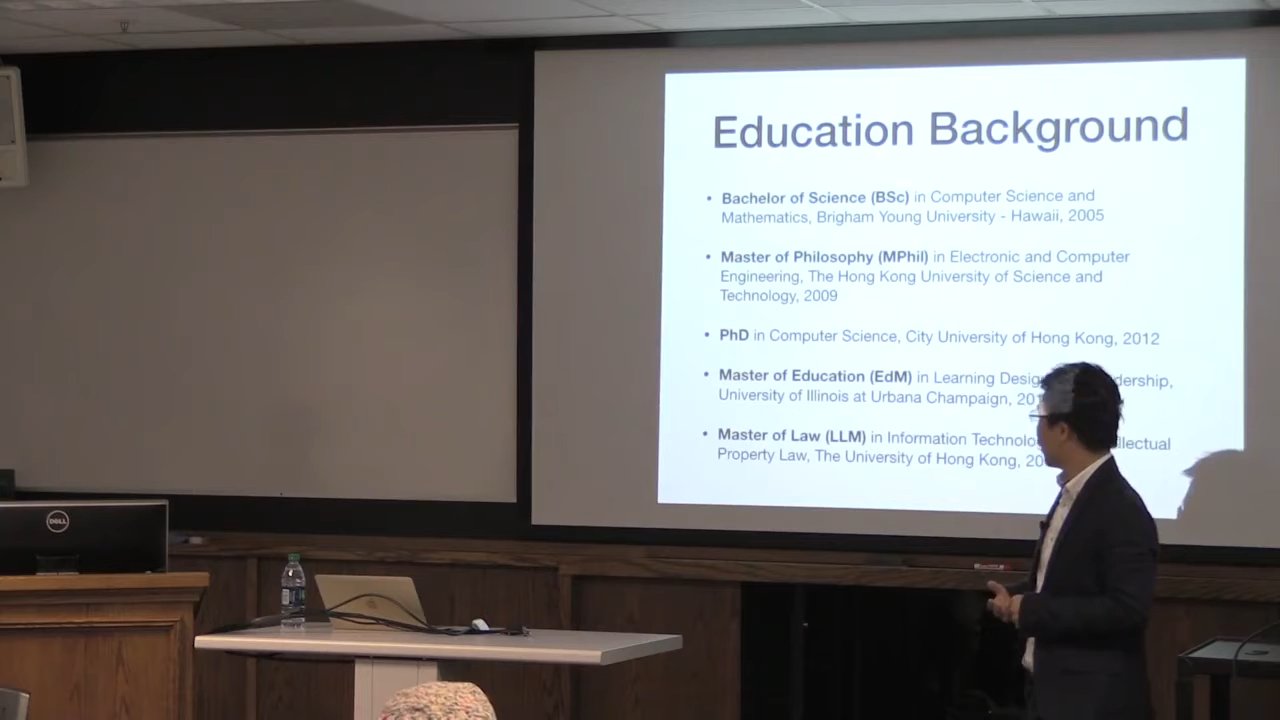 Education Background
• Bachelor of Science (BSc) in Computer Science and
Mathematics, Brigham Young University - Hawaii, 2005
• Master of Philosophy (MPhil) in Electronic and Computer
Engineering, The Hong Kong University of Science and
Technology, 2009
• PhD in Computer Science, City University of Hong Kong, 2012
• Master of Education (EdM) in Learning
University of Illinois at Urbana Champaign,
• Master of Law (LLM) in Information
Property Law, The University of Hong Kong,
DELL